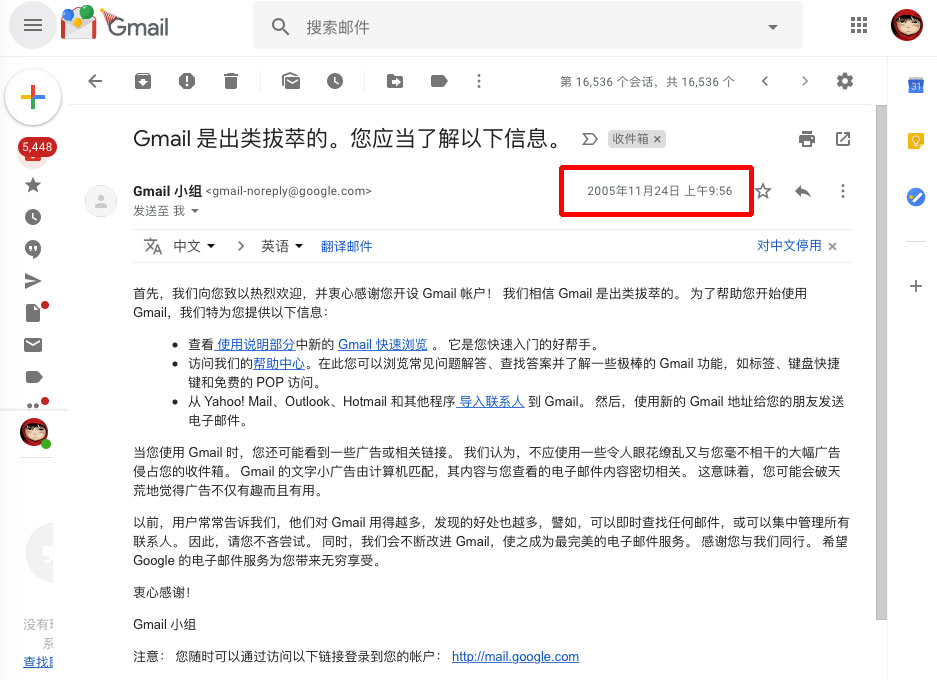 Gmail
搜索邮件
第 16,536 个会话，共 16,536 个
31
5,448
Gmail 是出类拔萃的。您应当了解以下信息。
收件箱 ×
Gmail 小组 <gmail-noreply@google.com>
2005年11月24日 上午9:56
发送至 我
中文 > 英语 翻译邮件
对中文停用 ×
首先，我们向您致以热烈欢迎，并衷心感谢您开设 Gmail 帐户！ 我们相信 Gmail 是出类拔萃的。 为了帮助您开始使用
Gmail，我们特为您提供以下信息：
• 查看 使用说明部分中新的 Gmail 快速浏览 。 它是您快速入门的好帮手。
• 访问我们的帮助中心。在此您可以浏览常见问题解答、查找答案并了解一些极棒的 Gmail 功能，如标签、键盘快捷
键和免费的 POP 访问。
• 从 Yahoo! Mail、Outlook、Hotmail 和其他程序 导入联系人 到 Gmail。 然后，使用新的 Gmail 地址给您的朋友发送
电子邮件。
当您使用 Gmail 时，您还可能看到一些广告或相关链接。 我们认为，不应使用一些令人眼花缭乱又与您毫不相干的大幅广告
侵占您的收件箱。 Gmail 的文字小广告由计算机匹配，其内容与您查看的电子邮件内容密切相关。 这意味着，您可能会破天
荒地觉得广告不仅有趣而且有用。
以前，用户常常告诉我们，他们对 Gmail 用得越多，发现的好处也越多，譬如，可以即时查找任何邮件，或可以集中管理所有
联系人。 因此，请您不吝尝试。 同时，我们会不断改进 Gmail，使之成为最完美的电子邮件服务。 感谢您与我们同行。 希望
Google 的电子邮件服务为您带来无穷享受。
衷心感谢！
Gmail 小组
没有
系
查找
注意： 您随时可以通过访问以下链接登录到您的帐户： http://mail.google.com